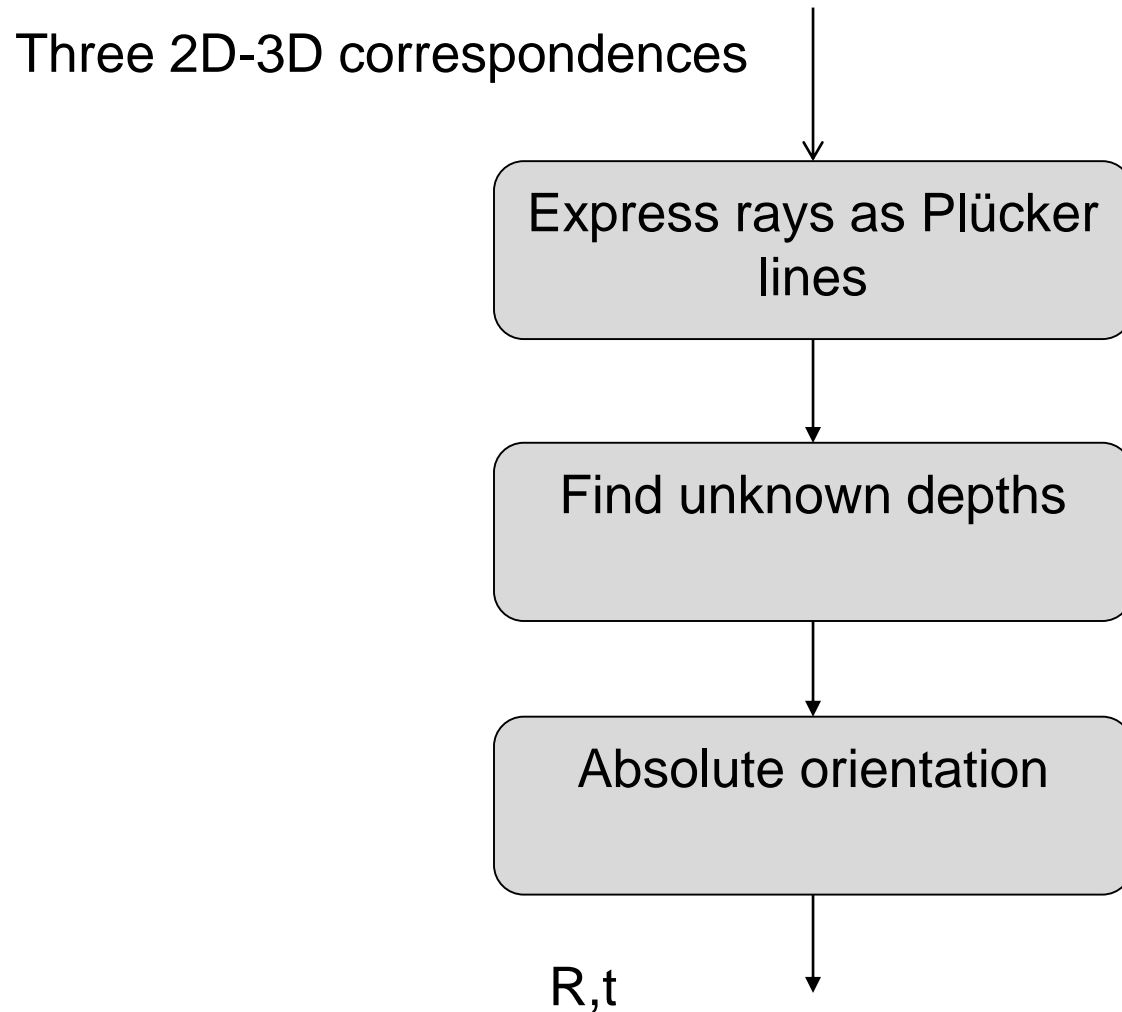 Three 2D-3D correspondences
Express rays as Plücker
lines
Find unknown depths
Absolute orientation
R,t